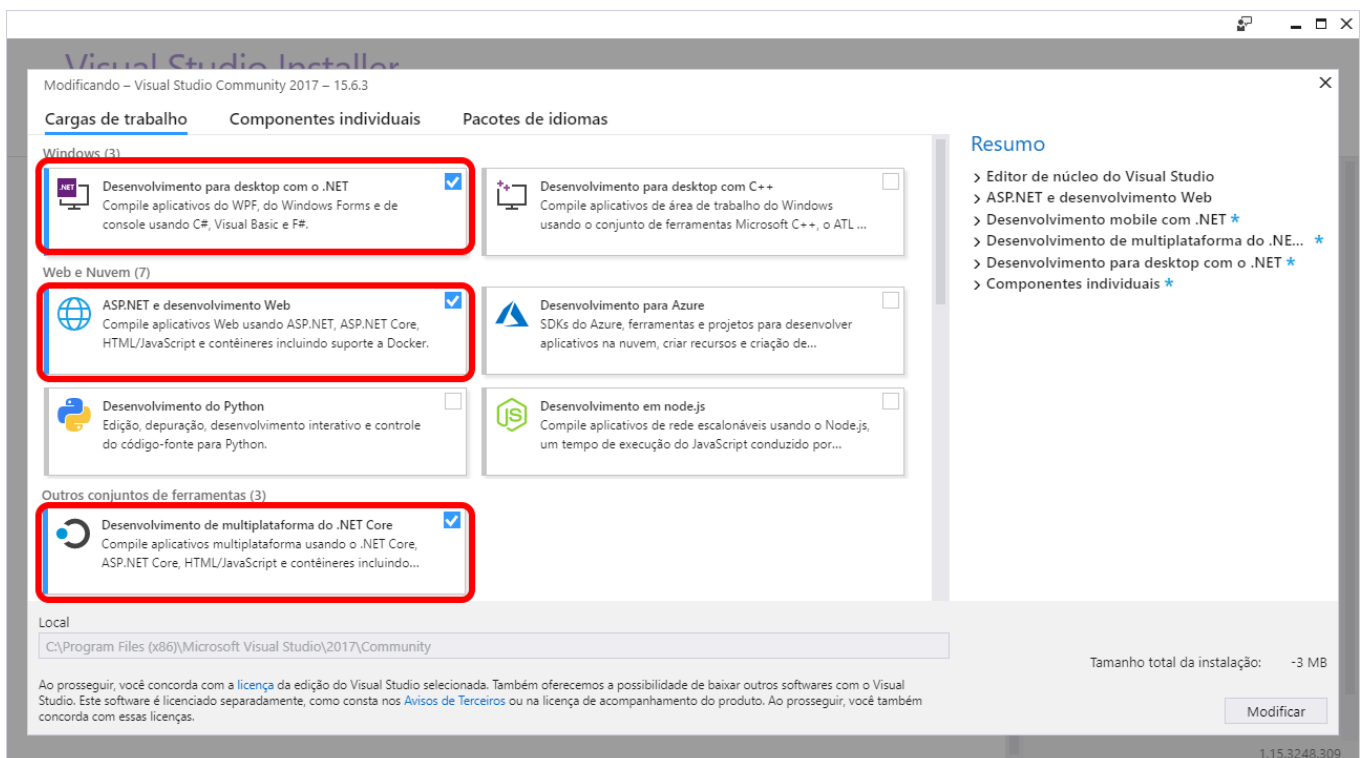 Visual Studio Installer
Modificando – Visual Studio Community 2017 – 15.6.3
Cargas de trabalho
Componentes individuais
Pacotes de idiomas
Windows (3)
.NET
Desenvolvimento para desktop com o .NET
Compile aplicativos do WPF, do Windows Forms e de
console usando C#, Visual Basic e F#.
Desenvolvimento para desktop com C++
Compile aplicativos de área de trabalho do Windows
usando o conjunto de ferramentas Microsoft C++, o ATL ...
Web e Nuvem (7)
ASP.NET e desenvolvimento Web
Compile aplicativos Web usando ASP.NET, ASP.NET Core,
HTML/JavaScript e contêineres incluindo suporte a Docker.
Desenvolvimento para Azure
SDKs do Azure, ferramentas e projetos para desenvolver
aplicativos na nuvem, criar recursos e criação de...
Desenvolvimento do Python
Edição, depuração, desenvolvimento interativo e controle
do código-fonte para Python.
JS
Desenvolvimento em node.js
Compile aplicativos de rede escalonáveis usando o Node.js,
um tempo de execução do JavaScript conduzido por...
Outros conjuntos de ferramentas (3)
Desenvolvimento de multiplataforma do .NET Core
Compile aplicativos multiplataforma usando o .NET Core,
ASP.NET Core, HTML/JavaScript e contêineres incluindo...
Resumo
> Editor de núcleo do Visual Studio
> ASP.NET e desenvolvimento Web
> Desenvolvimento mobile com .NET *
> Desenvolvimento de multiplataforma do .NE... *
> Desenvolvimento para desktop com o .NET *
> Componentes individuais *
Local
C:\Program Files (x86)\Microsoft Visual Studio\2017\Community
Ao prosseguir, você concorda com a licença da edição do Visual Studio selecionada. Também oferecemos a possibilidade de baixar outros softwares com o Visual
Studio. Este software é licenciado separadamente, como consta nos Avisos de Terceiros ou na licença de acompanhamento do produto. Ao prosseguir, você também
concorda com essas licenças.
Tamanho total da instalação: -3 MB
Modificar
1.15.3248.309